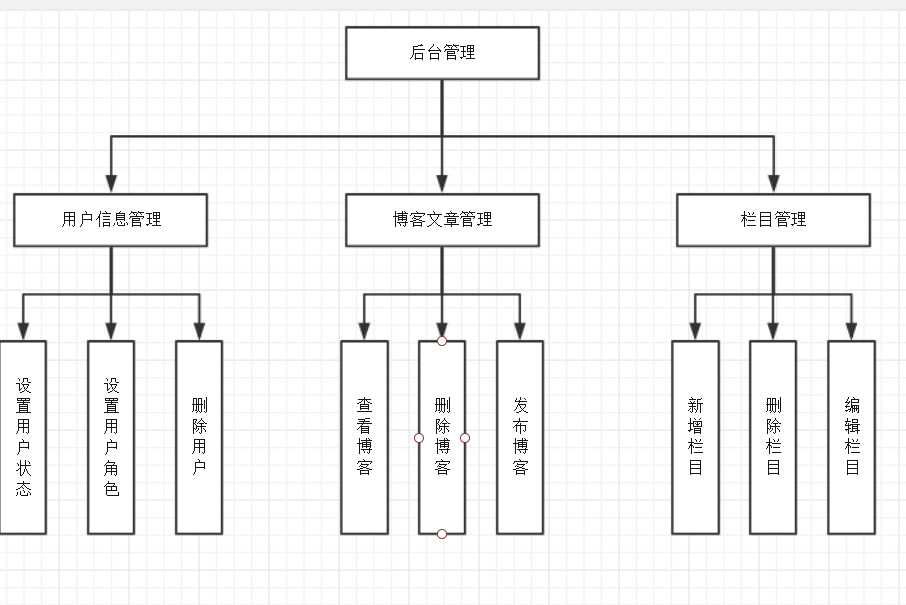 后台管理
用户信息管理
博客文章管理
栏目管理
设置用户状态
设置用户角色
删除用户
查看博客
删除博客
发布博客
新增栏目
删除栏目
编辑栏目